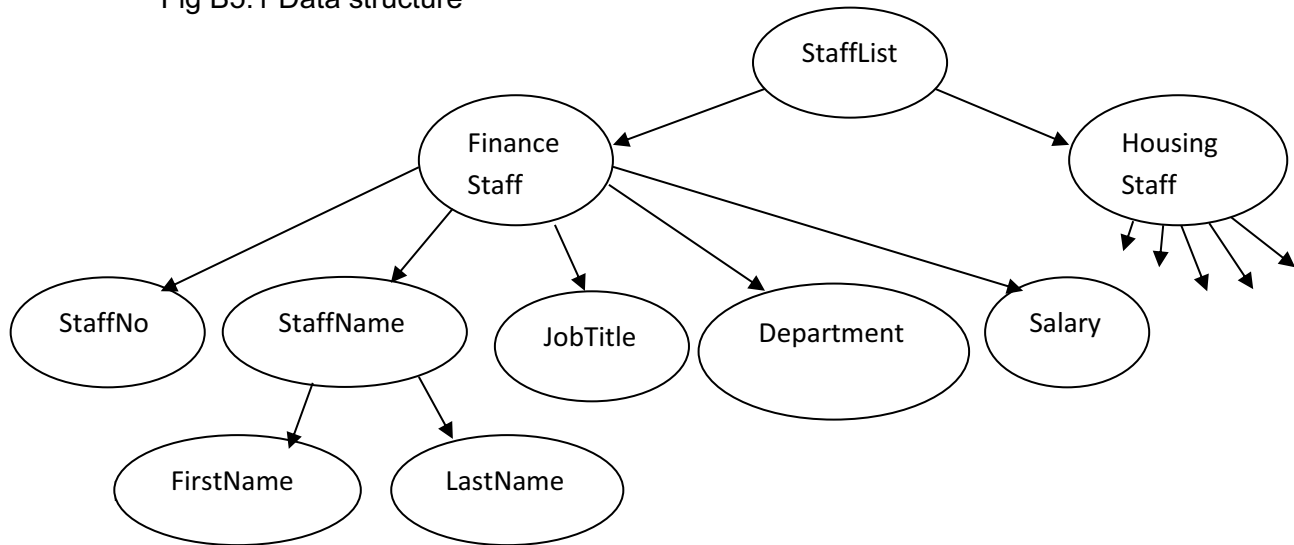 Fig B5.1 Data structure
StaffList
Finance
Staff
Housing
Staff
StaffNo
StaffName
JobTitle
Department
Salary
FirstName
LastName